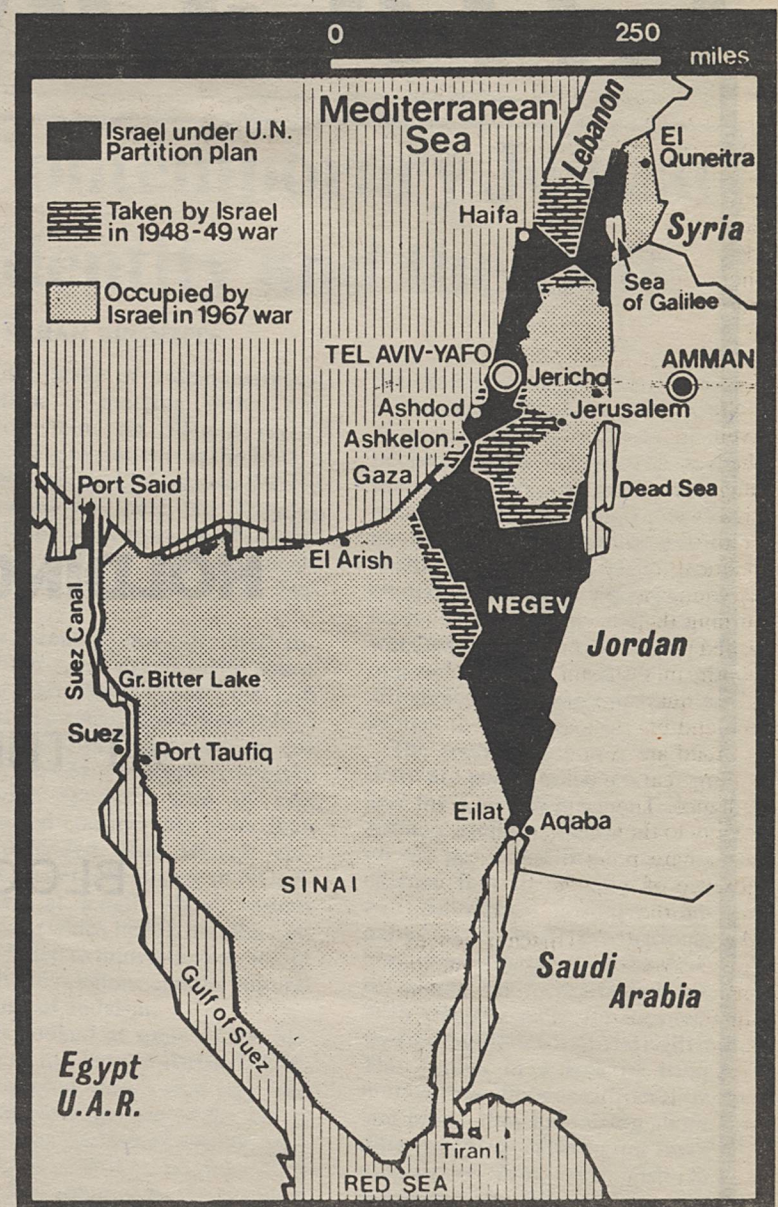 0 250
miles
Israel under U.N.
Partition plan
Taken by Israel
in 1948-49 war
Occupied by
Israel in 1967 war
Mediterranean
Sea
Lebanon
El
Quneitra
Haifa
Syria
Sea
of Galilee
TEL AVIV-YAFO
Jericho
AMMAN
Ashdod
Jerusalem
Ashkelon
Gaza
Port Said
Dead Sea
El Arish
NEGEV
Suez Canal
Jordan
Gr. Bitter Lake
Suez
Port Taufiq
Eilat
Aqaba
SINAI
Saudi
Arabia
Gulf of Suez
Egypt
U.A.R.
Tiran I.
RED SEA